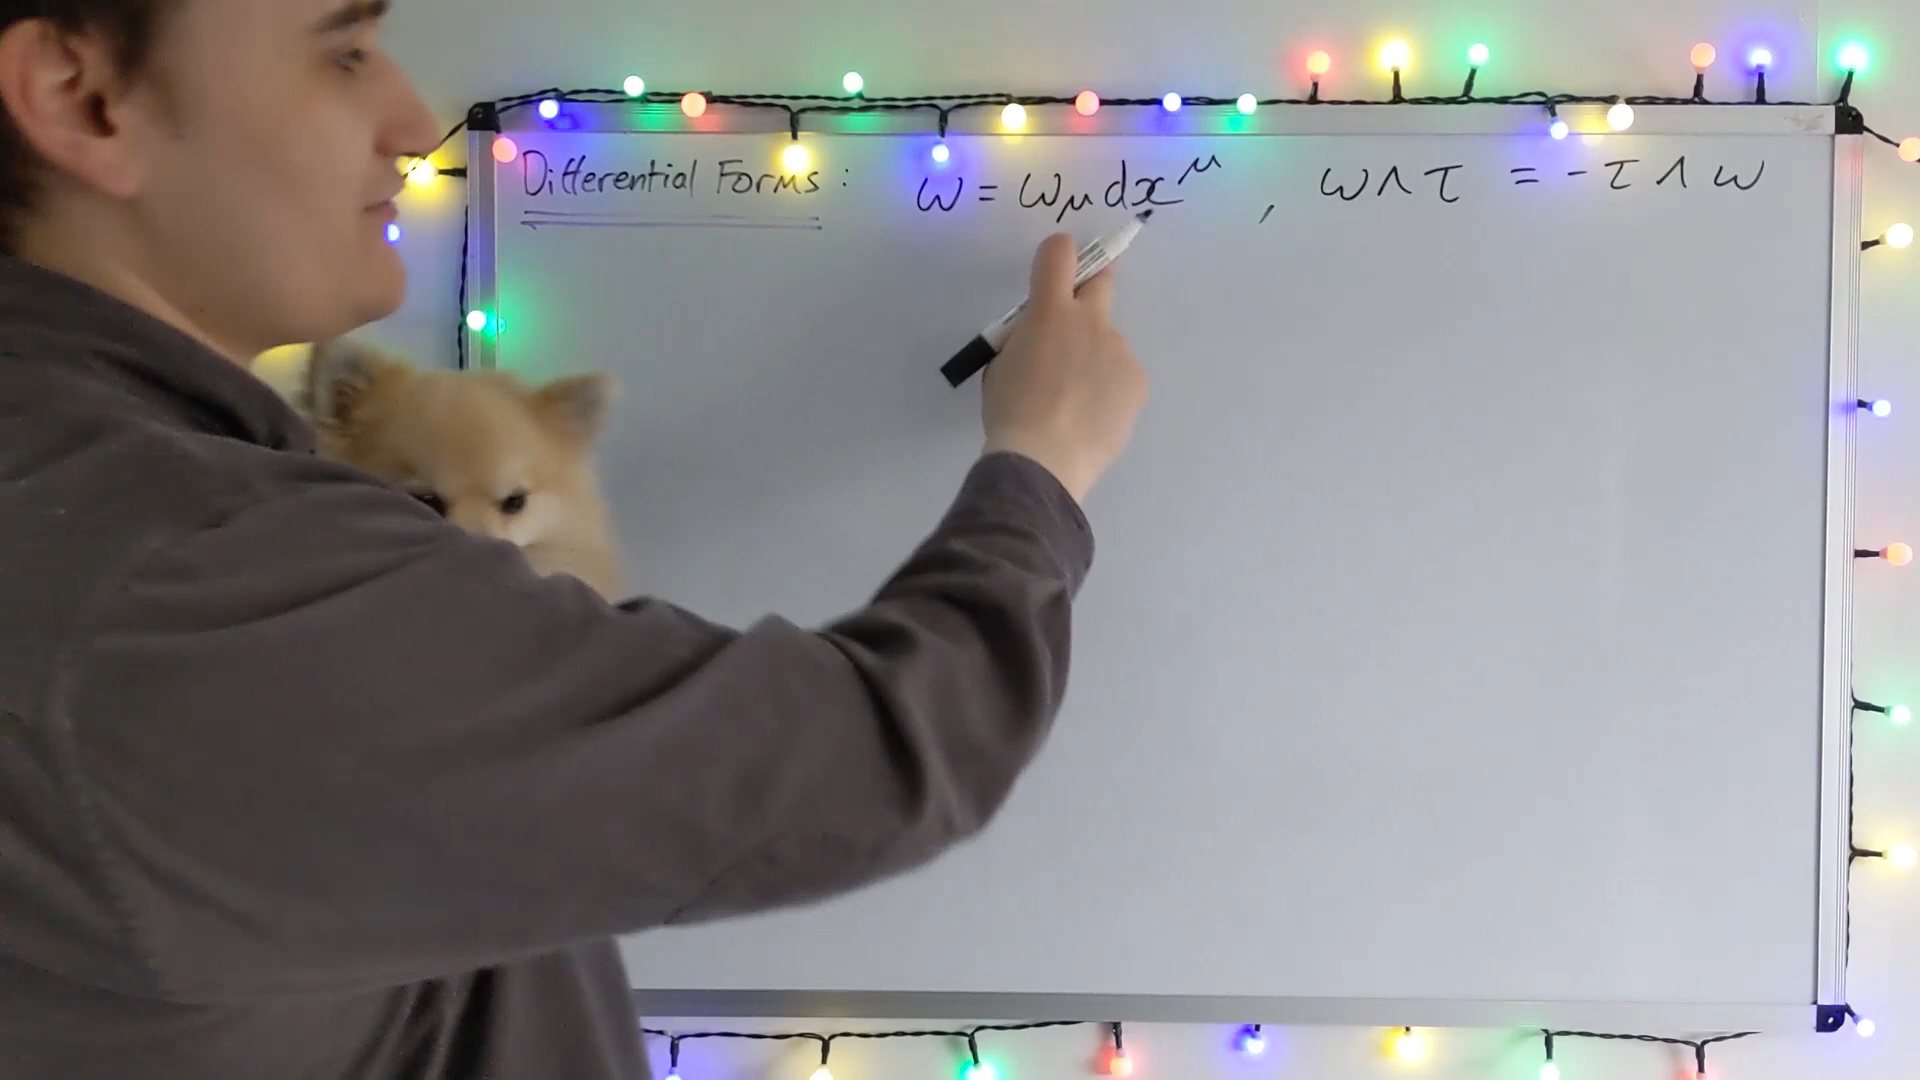 Differential Forms : ω = ω_μ dx^μ , ω ∧ τ = -τ ∧ ω